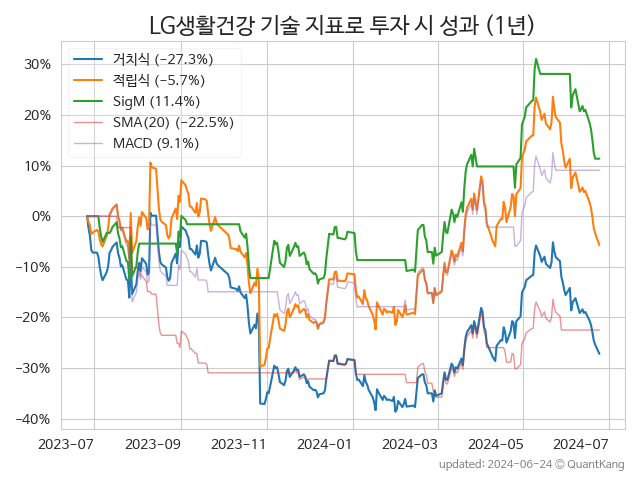 LG생활건강 기술 지표로 투자 시 성과 (1년)
거치식 (−27.3%)
적립식 (−5.7%)
SigM (11.4%)
SMA(20) (−22.5%)
MACD (9.1%)
30%
20%
10%
0%
−10%
−20%
−30%
−40%
2023-07 2023-09 2023-11 2024-01 2024-03 2024-05 2024-07
updated: 2024-06-24 ⓒ QuantKang